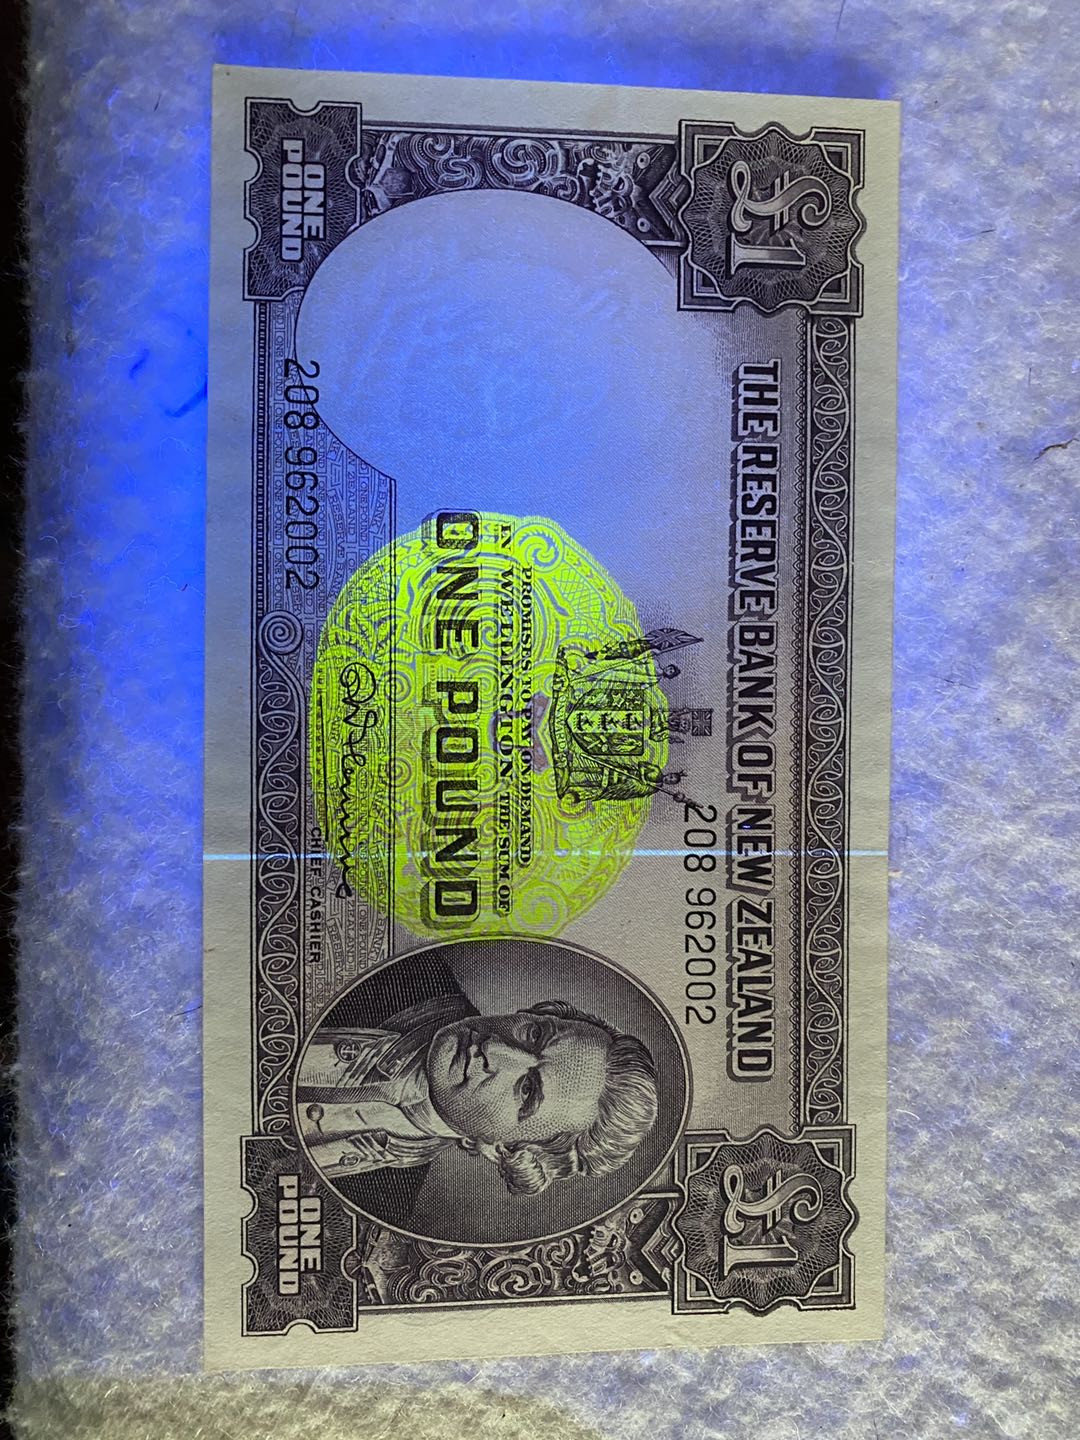 ONE
POUND
£1
THE RESERVE BANK OF NEW ZEALAND
208 962002
£1
PROMISES TO PAY ON DEMAND
IN WELLINGTON THE SUM OF
ONE POUND
208 962002
CHIEF CASHIER
ONE
POUND